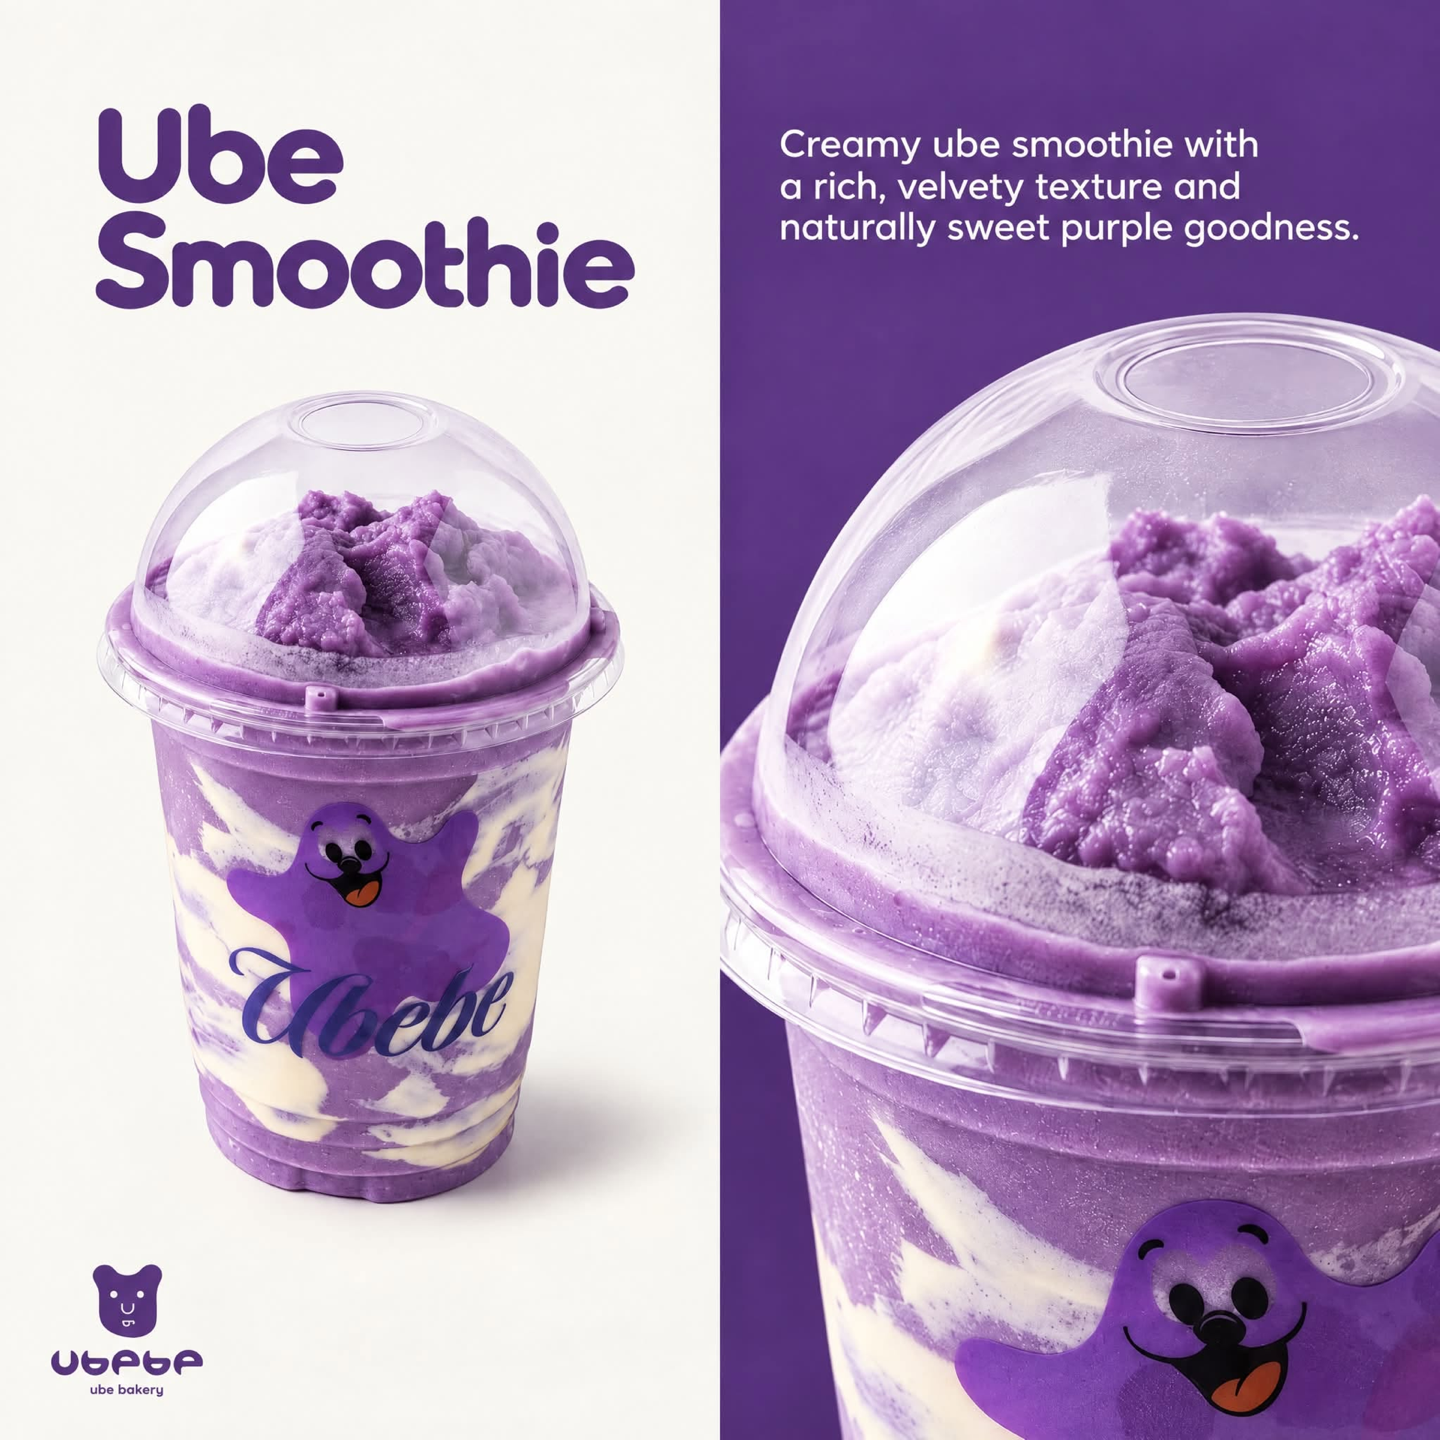 Ube
Smoothie
Creamy ube smoothie with
a rich, velvety texture and
naturally sweet purple goodness.
Ubebe
ubebe
ube bakery